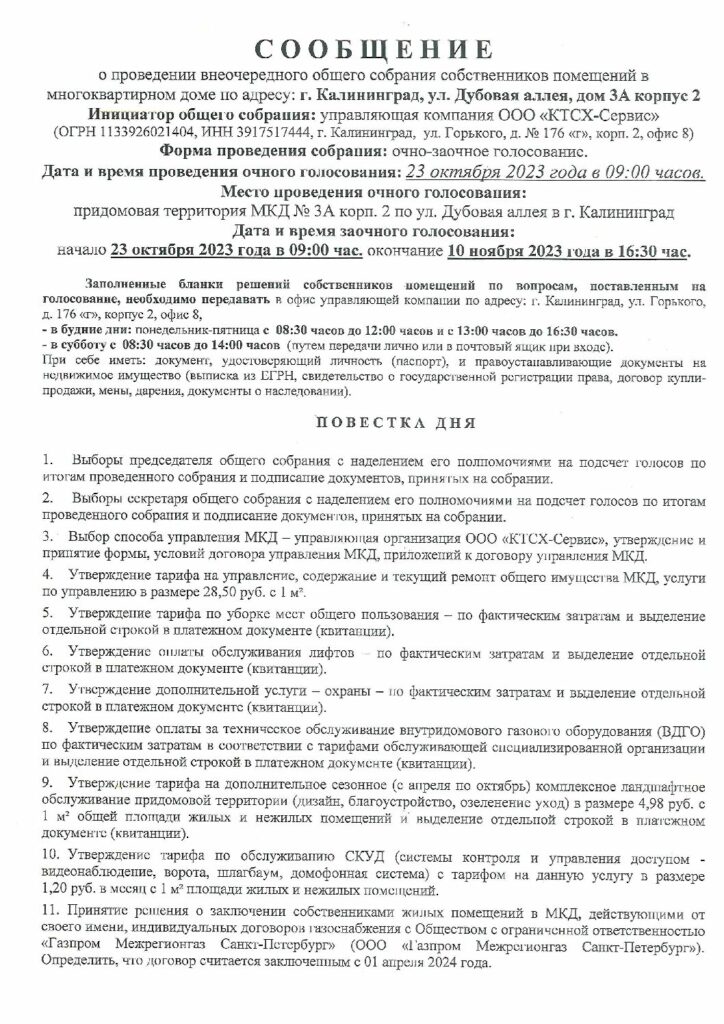 СООБЩЕНИЕ
о проведении внеочередного общего собрания собственников помещений в
многоквартирном доме по адресу: г. Калининград, ул. Дубовая аллея, дом 3А корпус 2
Инициатор общего собрания: управляющая компания ООО «КТСХ-Сервис»
(ОГРН 1133926021404, ИНН 3917517444, г. Калининград, ул. Горького, д. № 176 «г», корп. 2, офис 8)
Форма проведения собрания: очно-заочное голосование.
Дата и время проведения очного голосования: 23 октября 2023 года в 09:00 часов.
Место проведения очного голосования:
придомовая территория МКД № 3А корп. 2 по ул. Дубовая аллея в г. Калининград
Дата и время заочного голосования:
начало 23 октября 2023 года в 09:00 час. окончание 10 ноября 2023 года в 16:30 час.
Заполненные бланки решений собственников помещений по вопросам, поставленным на
голосование, необходимо передавать в офис управляющей компании по адресу: г. Калининград, ул. Горького,
д. 176 «г», корпус 2, офис 8,
- в будние дни: понедельник-пятница с 08:30 часов до 12:00 часов и с 13:00 часов до 16:30 часов.
- в субботу с 08:30 часов до 14:00 часов (путем передачи лично или в почтовый ящик при входе).
При себе иметь: документ, удостоверяющий личность (паспорт), и правоустанавливающие документы на
недвижимое имущество (выписка из ЕГРН, свидетельство о государственной регистрации права, договор купли-
продажи, мены, дарения, документы о наследовании).
ПОВЕСТКА ДНЯ
1. Выборы председателя общего собрания с наделением его полномочиями на подсчет голосов по
итогам проведенного собрания и подписание документов, принятых на собрании.
2. Выборы секретаря общего собрания с наделением его полномочиями на подсчет голосов по итогам
проведенного собрания и подписание документов, принятых на собрании.
3. Выбор способа управления МКД – управляющая организация ООО «КТСХ-Сервис», утверждение и
принятие формы, условий договора управления МКД, приложений к договору управления МКД.
4. Утверждение тарифа на управление, содержание и текущий ремонт общего имущества МКД, услуги
по управлению в размере 28,50 руб. с 1 м².
5. Утверждение тарифа по уборке мест общего пользования – по фактическим затратам и выделение
отдельной строкой в платежном документе (квитанции).
6. Утверждение оплаты обслуживания лифтов – по фактическим затратам и выделение отдельной
строкой в платежном документе (квитанции).
7. Утверждение дополнительной услуги – охраны – по фактическим затратам и выделение отдельной
строкой в платежном документе (квитанции).
8. Утверждение оплаты за техническое обслуживание внутридомового газового оборудования (ВДГО)
по фактическим затратам в соответствии с тарифами обслуживающей специализированной организации
и выделение отдельной строкой в платежном документе (квитанции).
9. Утверждение тарифа на дополнительное сезонное (с апреля по октябрь) комплексное ландшафтное
обслуживание придомовой территории (дизайн, благоустройство, озеленение уход) в размере 4,98 руб. с
1 м² общей площади жилых и нежилых помещений и выделение отдельной строкой в платежном
документе (квитанции).
10. Утверждение тарифа по обслуживанию СКУД (системы контроля и управления доступом -
видеонаблюдение, ворота, шлагбаум, домофонная система) с тарифом на данную услугу в размере
1,20 руб. в месяц с 1 м² площади жилых и нежилых помещений.
11. Принятие решения о заключении собственниками жилых помещений в МКД, действующими от
своего имени, индивидуальных договоров газоснабжения с Обществом с ограниченной ответственностью
«Газпром Межрегионгаз Санкт-Петербург» (ООО «Газпром Межрегионгаз Санкт-Петербург»).
Определить, что договор считается заключенным с 01 апреля 2024 года.